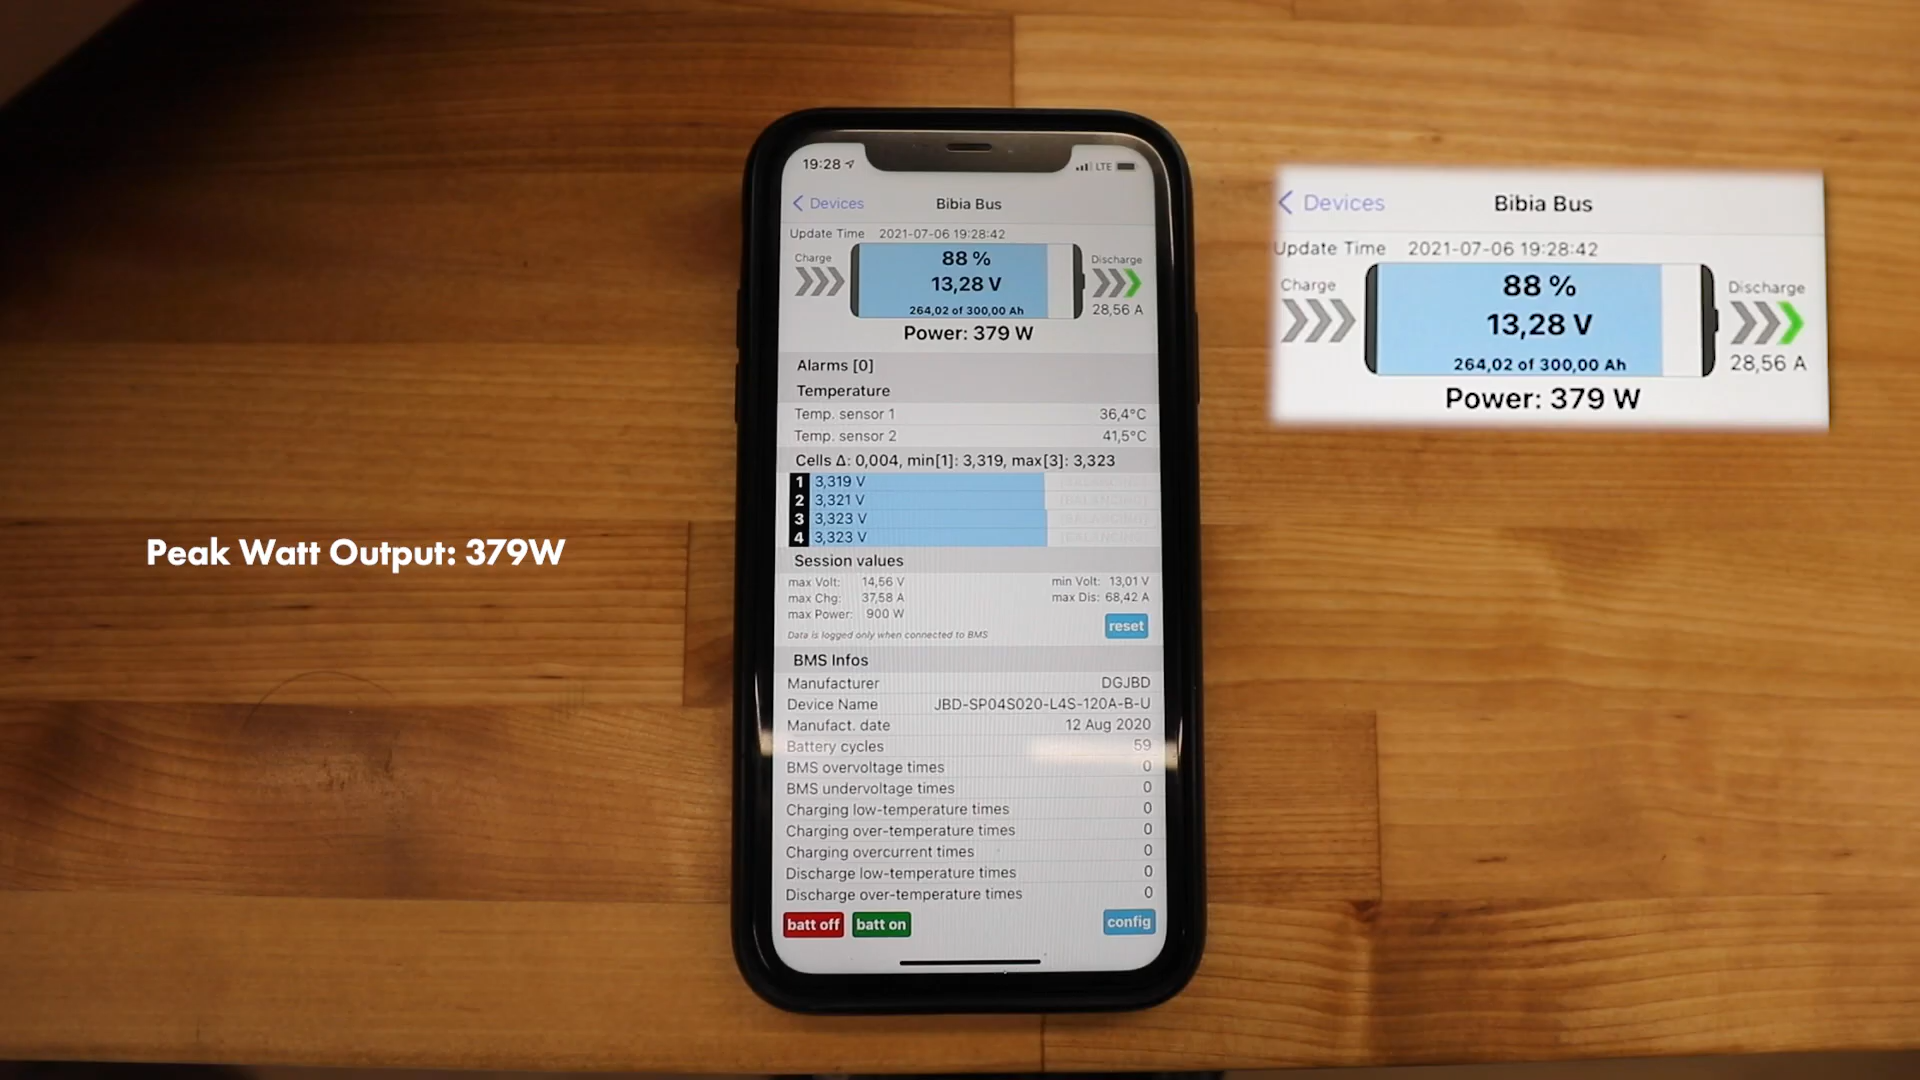 19:28
LTE
Devices
Bibia Bus
Update Time 2021-07-06 19:28:42
Charge
88 %
Discharge
13,28 V
264,02 of 300,00 Ah
28,56 A
Power: 379 W
Alarms [0]
Temperature
Temp. sensor 1 36,4°C
Temp. sensor 2 41,5°C
Cells Δ: 0,004, min[1]: 3,319, max[3]: 3,323
1 3,319 V
2 3,321 V
3 3,323 V
4 3,323 V
Session values
max Volt: 14,56 V min Volt: 13,01 V
max Chg: 37,58 A max Dis: 68,42 A
max Power: 900 W
reset
Data is logged only when connected to BMS
BMS Infos
Manufacturer DGJBD
Device Name JBD-SP04S020-L4S-120A-B-U
Manufact. date 12 Aug 2020
Battery cycles 59
BMS overvoltage times 0
BMS undervoltage times 0
Charging low-temperature times 0
Charging over-temperature times 0
Charging overcurrent times 0
Discharge low-temperature times 0
Discharge over-temperature times 0
batt off batt on config
Peak Watt Output: 379W
Devices
Bibia Bus
Update Time 2021-07-06 19:28:42
Charge
88 %
Discharge
13,28 V
264,02 of 300,00 Ah
28,56 A
Power: 379 W